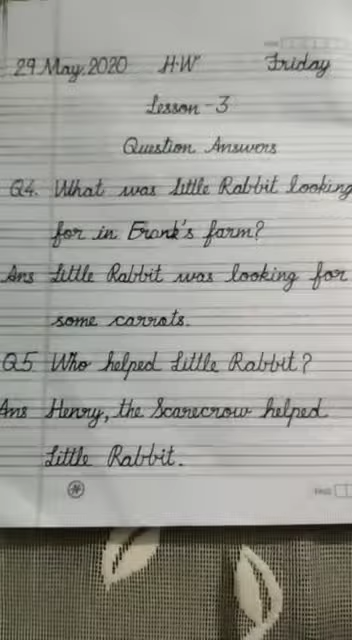 29 May, 2020 H.W Friday
Lesson - 3
Question Answers
Q4. What was Little Rabbit looking
for in Frank's farm?
Ans Little Rabbit was looking for
some carrots.
Q5 Who helped Little Rabbit?
Ans Henry, the Scarecrow helped
Little Rabbit.
PAGE